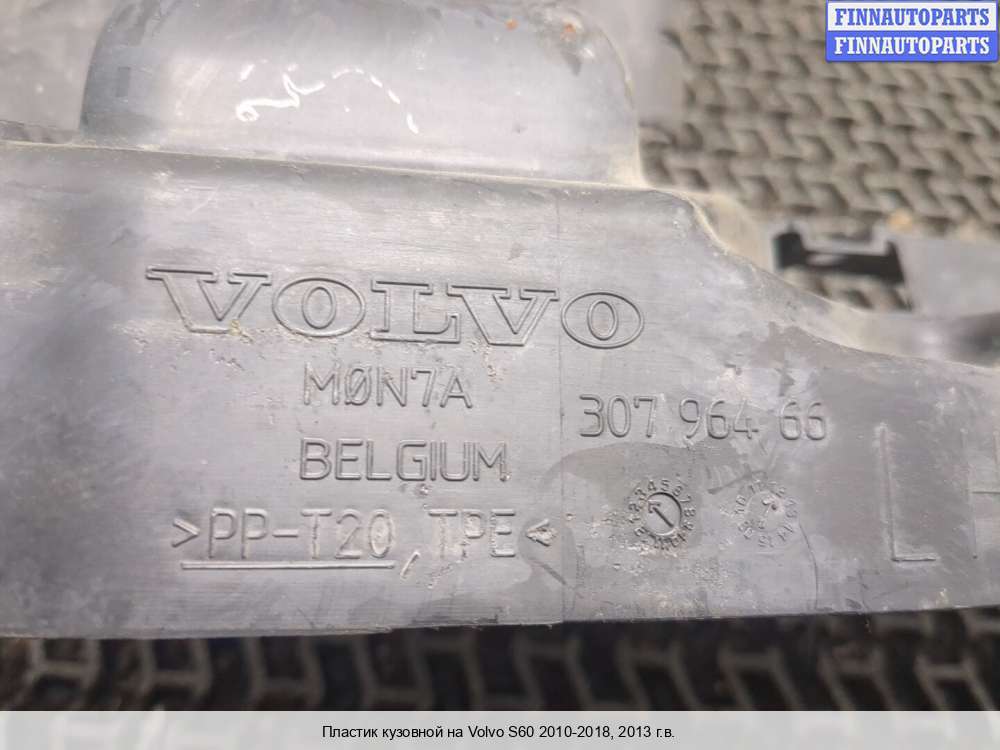 FINNAUTOPARTS
FINNAUTOPARTS
VOLVO
MØN7A
307 964 66
BELGIUM
>PP-T20, TPE<
Пластик кузовной на Volvo S60 2010-2018, 2013 г.в.